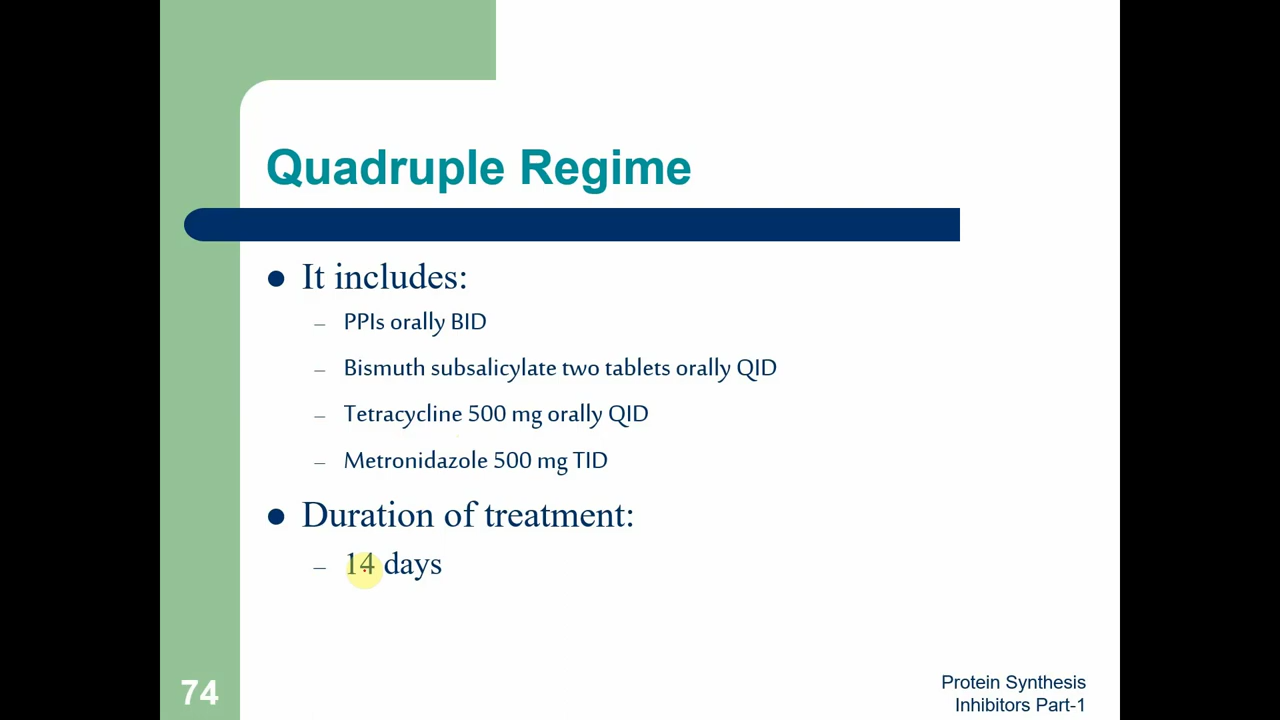 Quadruple Regime
● It includes:
– PPIs orally BID
– Bismuth subsalicylate two tablets orally QID
– Tetracycline 500 mg orally QID
– Metronidazole 500 mg TID
● Duration of treatment:
– 14 days
74
Protein Synthesis
Inhibitors Part-1